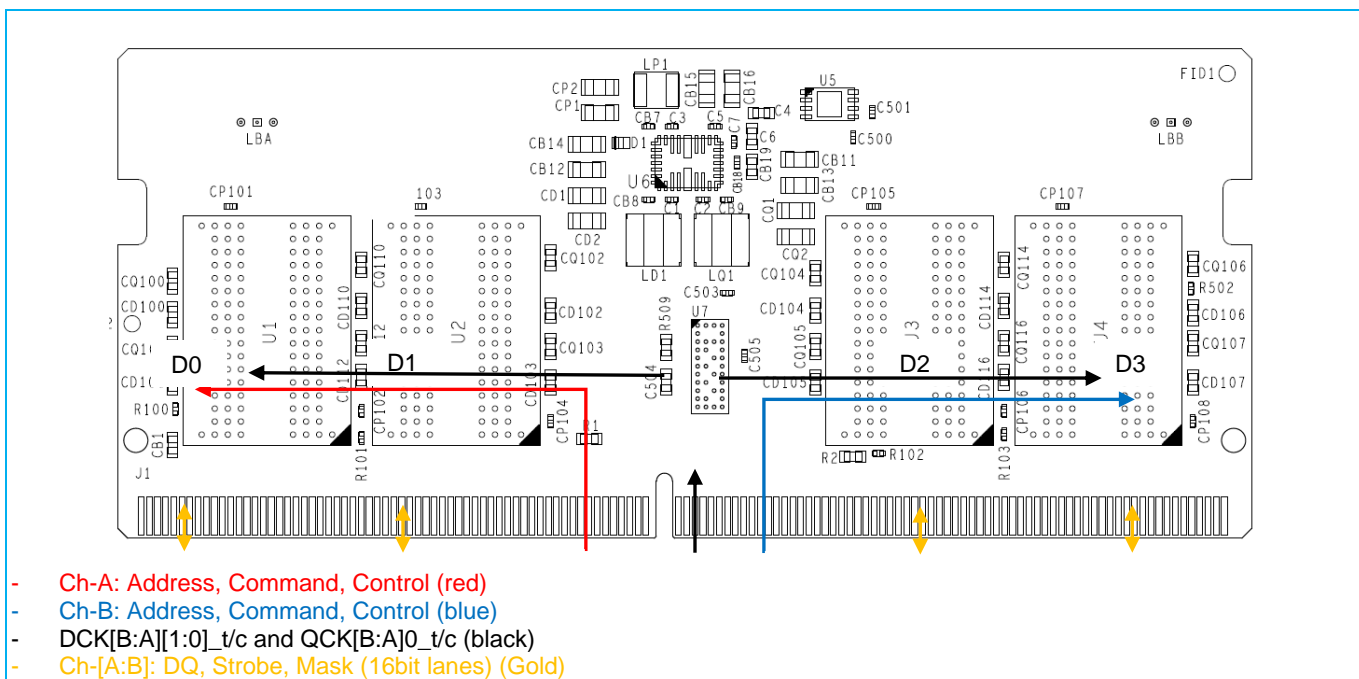 LP1
FID1
CP2
CB15
CB16
U5
CP1
C4
C501
CB7 C3 C5
C7
LBA
C6
LBB
C500
CB14
D1
CB19
CB11
CB12
U6
CB18
CB13
CP101
103
CD1
CB8
C1
C2
CB9
CQ1
CP105
CP107
CD2
CQ2
CQ110
CQ102
LD1
LQ1
CQ104
CQ114
CQ106
CQ100
C503
R502
CD100
CD110
CD102
R509
U7
CD104
CD114
CD106
U1
U2
12
CQ103
CQ105
CQ116
CQ107
C505
D0
D1
D2
D3
CD112
CD103
C504
CD105
CD107
R100
CP102
CP104
R1
CP106
CP108
CB1
R101
R2
R102
R103
J1
- Ch-A: Address, Command, Control (red)
- Ch-B: Address, Command, Control (blue)
- DCK[B:A][1:0]_t/c and QCK[B:A]0_t/c (black)
- Ch-[A:B]: DQ, Strobe, Mask (16bit lanes) (Gold)